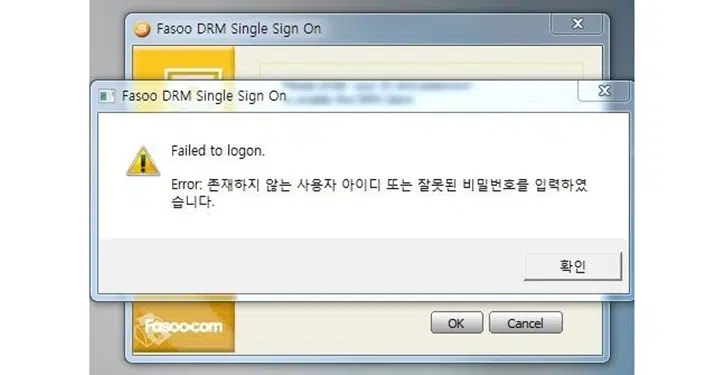 Fasoo DRM Single Sign On
Fasoo DRM Single Sign On
Failed to logon.
Error: 존재하지 않는 사용자 아이디 또는 잘못된 비밀번호를 입력하였
습니다.
확인
Fasoo.com
OK
Cancel